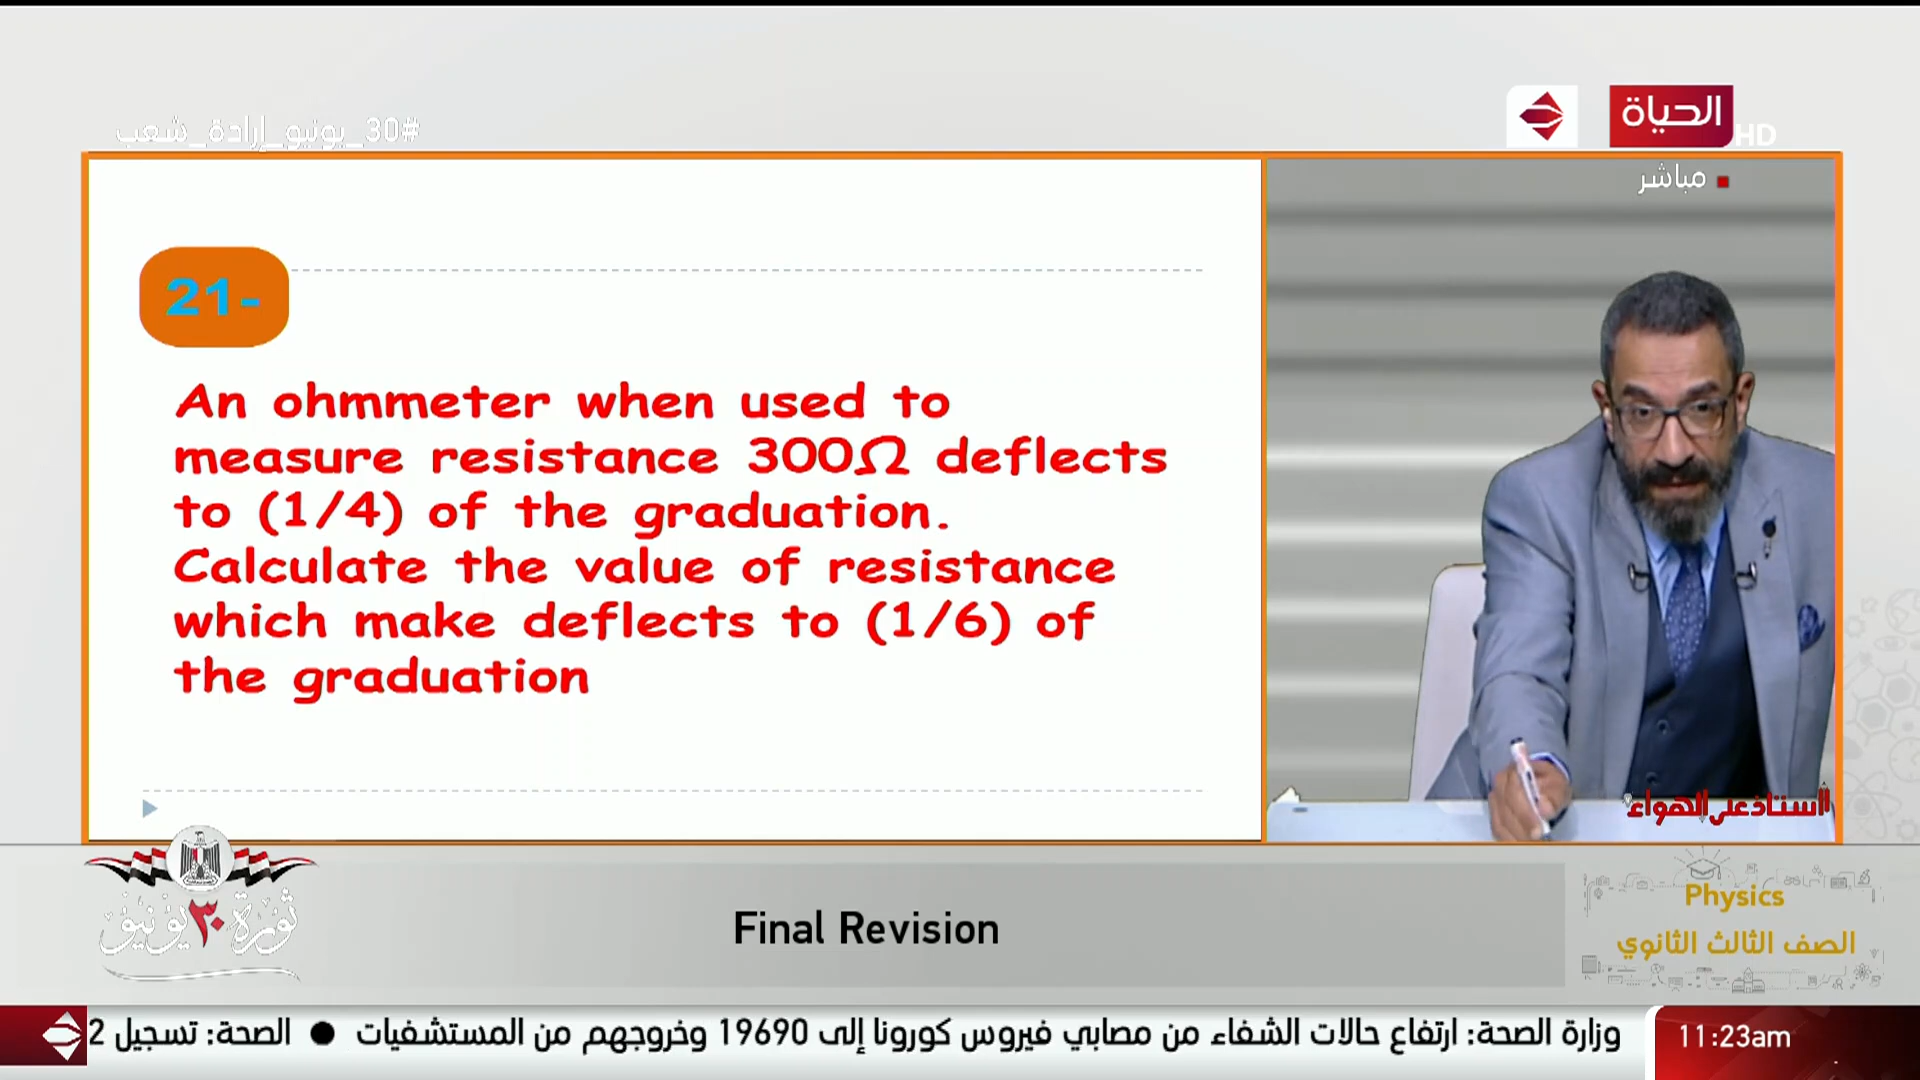 #30_يونيو_إرادة_شعب
الحياة
HD
مباشر
21-
An ohmmeter when used to
measure resistance 300Ω deflects
to (1/4) of the graduation.
Calculate the value of resistance
which make deflects to (1/6) of
the graduation
#أستاذ على الهواء
ثورة ٣٠ يونيو
Final Revision
Physics
الصف الثالث الثانوي
وزارة الصحة: ارتفاع حالات الشفاء من مصابي فيروس كورونا إلى 19690 وخروجهم من المستشفيات ● الصحة: تسجيل 2
11:23am